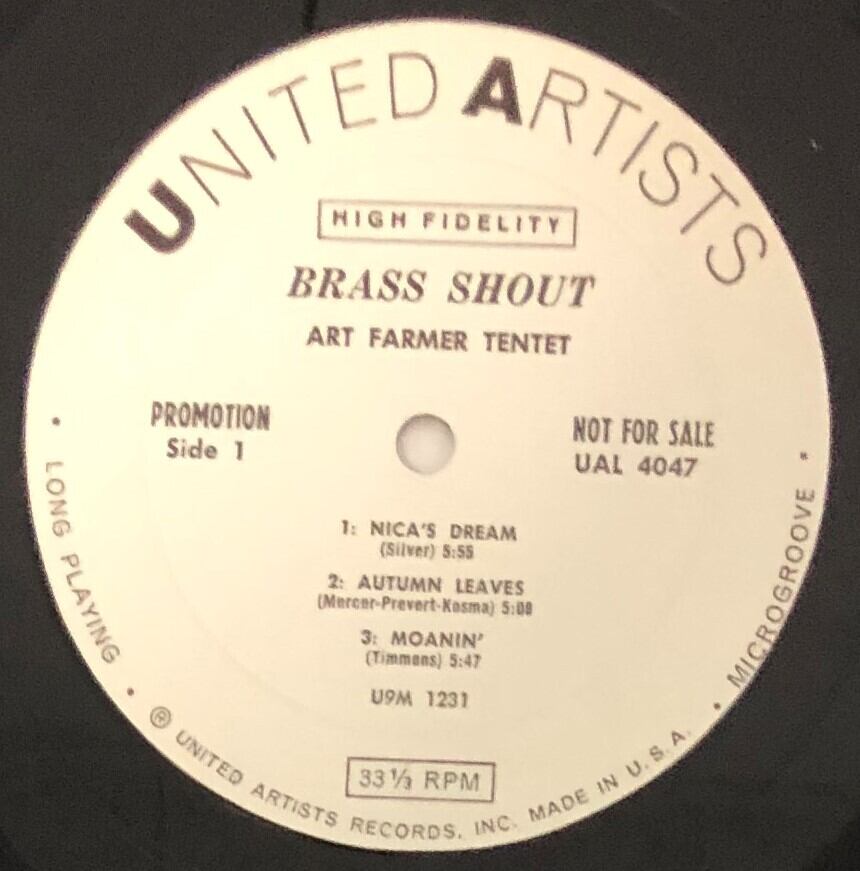 UNITED ARTISTS
HIGH FIDELITY
BRASS SHOUT
ART FARMER TENTET
PROMOTION
Side 1
NOT FOR SALE
UAL 4047
1: NICA'S DREAM
(Silver) 5:55
2: AUTUMN LEAVES
(Mercer-Prevert-Kosma) 5:08
3: MOANIN'
(Timmons) 5:47
U9M 1231
33⅓ RPM
• LONG PLAYING • ® UNITED ARTISTS RECORDS, INC. MADE IN U.S.A. • MICROGROOVE •